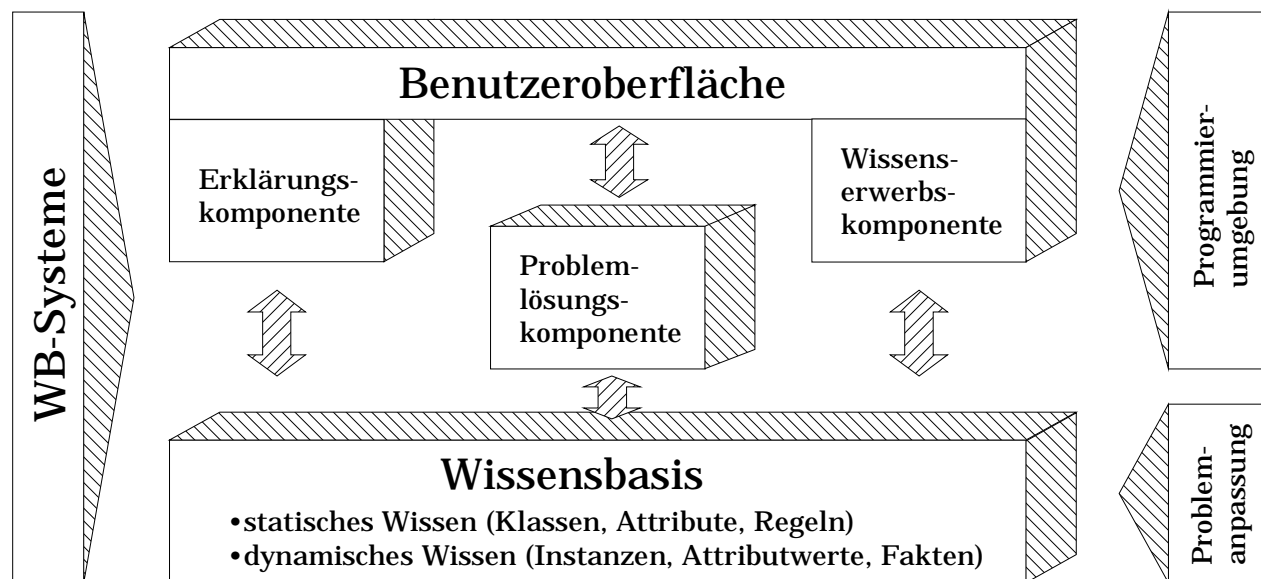 WB-Systeme
Benutzeroberfläche
Erklärungs-
komponente
Problem-
lösungs-
komponente
Wissens-
erwerbs-
komponente
Wissensbasis
•statisches Wissen (Klassen, Attribute, Regeln)
•dynamisches Wissen (Instanzen, Attributwerte, Fakten)
Programmier-
umgebung
Problem-
anpassung